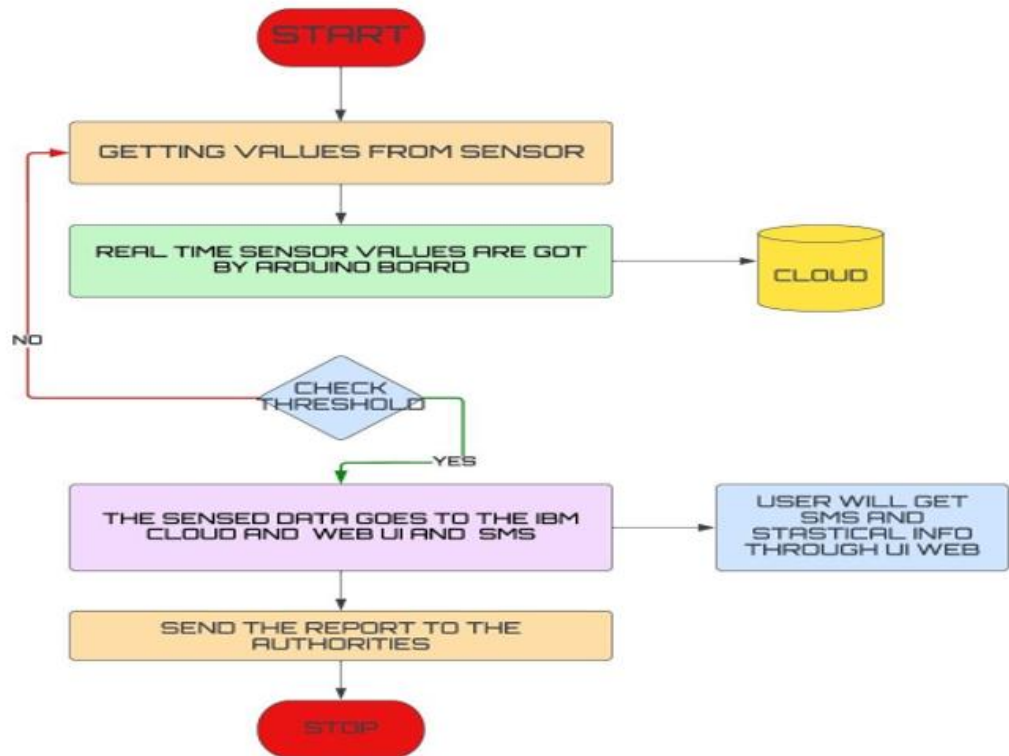 START
GETTING VALUES FROM SENSOR
REAL TIME SENSOR VALUES ARE GOT
BY ARDUINO BOARD
CLOUD
NO
CHECK
THRESHOLD
YES
THE SENSED DATA GOES TO THE IBM
CLOUD AND WEB UI AND SMS
USER WILL GET
SMS AND
STASTICAL INFO
THROUGH UI WEB
SEND THE REPORT TO THE
AUTHORITIES
STOP